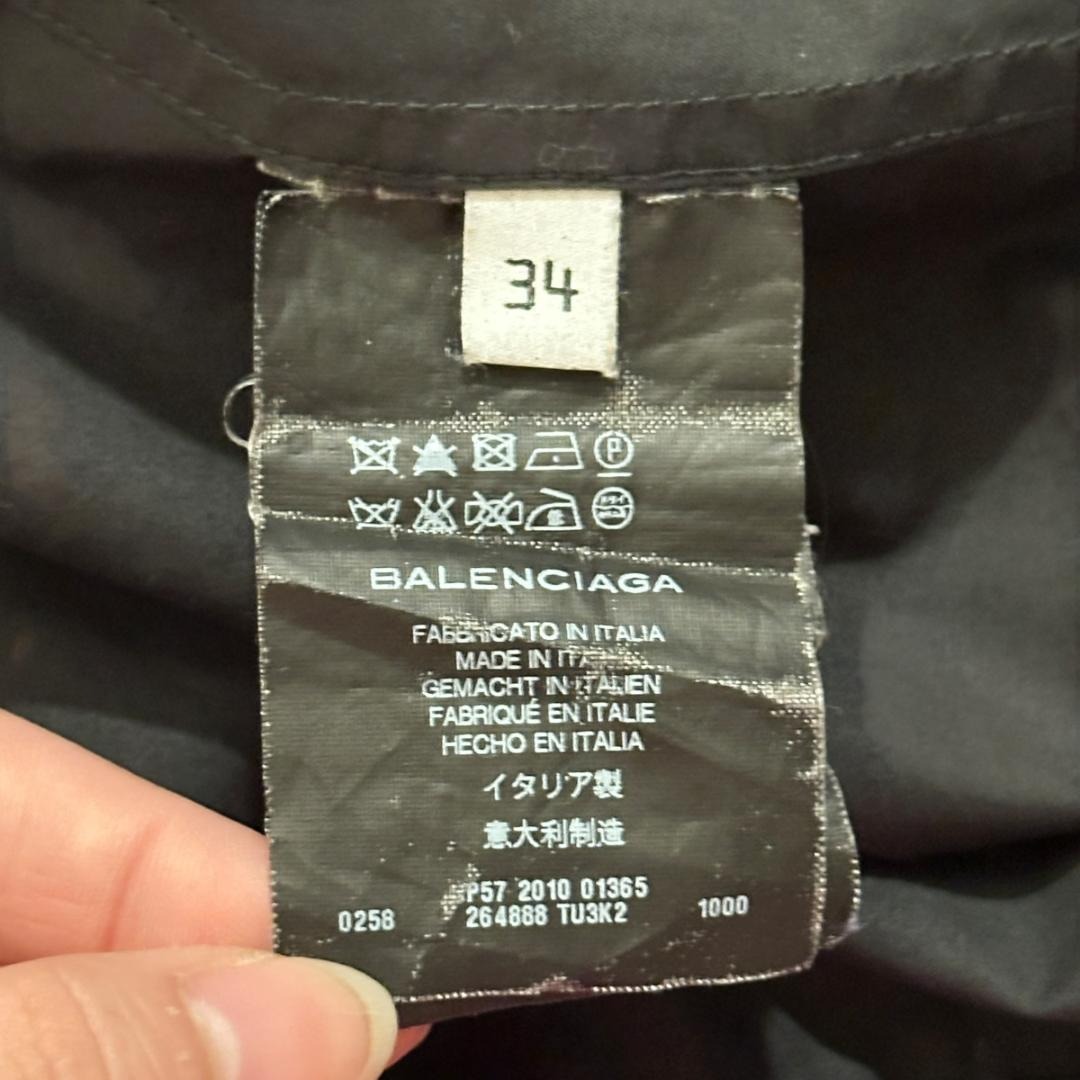 34
P
BALENCIAGA
FABBRICATO IN ITALIA
MADE IN ITALY
GEMACHT IN ITALIEN
FABRIQUÉ EN ITALIE
HECHO EN ITALIA
イタリア製
意大利制造
P57 2010 01365
0258 264888 TU3K2 1000